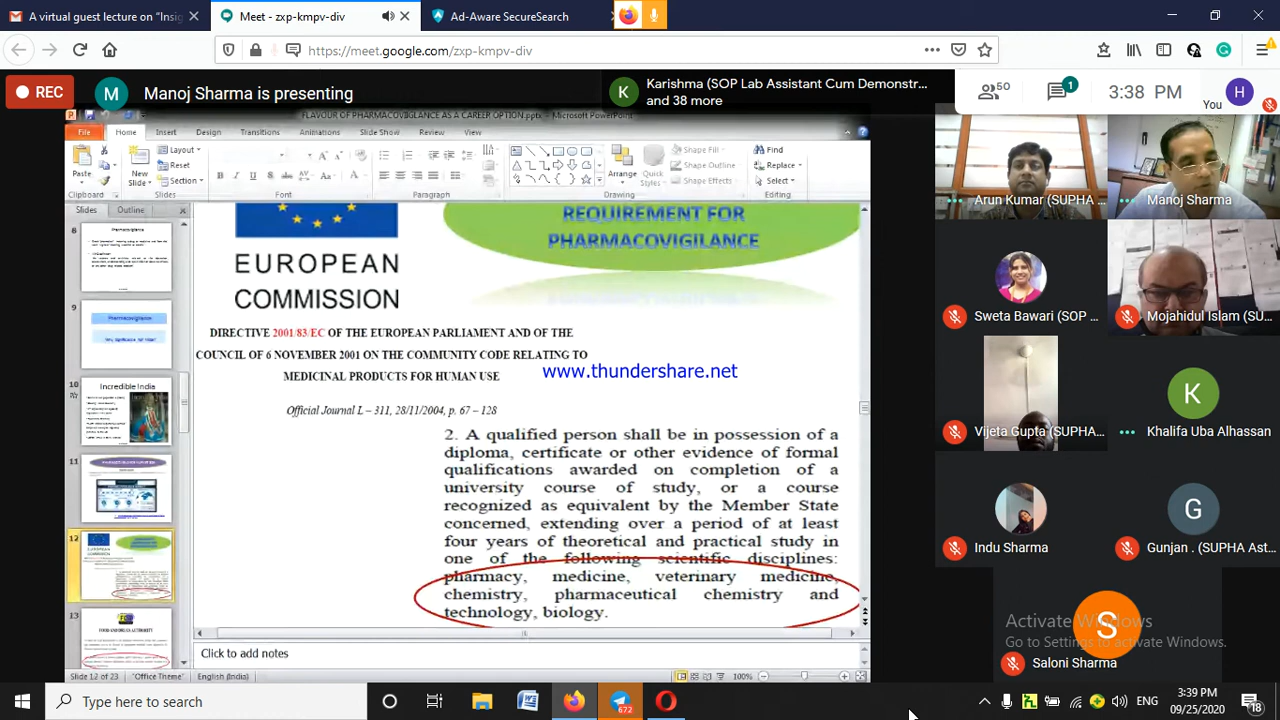 A virtual guest lecture on "Insig
Meet - zxp-kmpv-div
Ad-Aware SecureSearch
https://meet.google.com/zxp-kmpv-div
REC
M
Manoj Sharma is presenting
K
Karishma (SOP Lab Assistant Cum Demonstr...
and 38 more
50
1
3:38 PM
You
H
FLAVOUR OF PHARMACOVIGILANCE AS A CAREER OPTION.pptx - Microsoft PowerPoint
File Home Insert Design Transitions Animations Slide Show Review View
Paste
Clipboard
New
Slide
Layout
Reset
Section
Slides
Font
Paragraph
Arrange
Quick
Styles
Shape Fill
Shape Outline
Shape Effects
Drawing
Find
Replace
Select
Editing
Slides Outline
8
Pharmacovigilance
9
Pharmacovigilance
10
Incredible India
11
12
13
EUROPEAN
COMMISSION
REQUIREMENT FOR
PHARMACOVIGILANCE
DIRECTIVE 2001/83/EC OF THE EUROPEAN PARLIAMENT AND OF THE
COUNCIL OF 6 NOVEMBER 2001 ON THE COMMUNITY CODE RELATING TO
MEDICINAL PRODUCTS FOR HUMAN USE
www.thundershare.net
Official Journal L – 311, 28/11/2004, p. 67 – 128
2. A qualified person shall be in possession of a
diploma, certificate or other evidence of formal
qualifications awarded on completion of a
university course of study, or a course
recognized as equivalent by the Member State
concerned, extending over a period of at least
four years of theoretical and practical study in
one of the following scientific disciplines:
pharmacy, medicine, veterinary medicine,
chemistry, pharmaceutical chemistry and
technology, biology.
Click to add notes
Slide 12 of 23
"Office Theme"
English (India)
100%
Arun Kumar (SUPHA ...
Manoj Sharma
Sweta Bawari (SOP ...
Mojahidul Islam (SU...
Vijeta Gupta (SUPHA...
K
Khalifa Uba Alhassan
Indu Sharma
G
Gunjan . (SUPHA Ast...
S
Saloni Sharma
Activate Windows
Go to Settings to activate Windows.
Type here to search
672
ENG
3:39 PM
09/25/2020
18